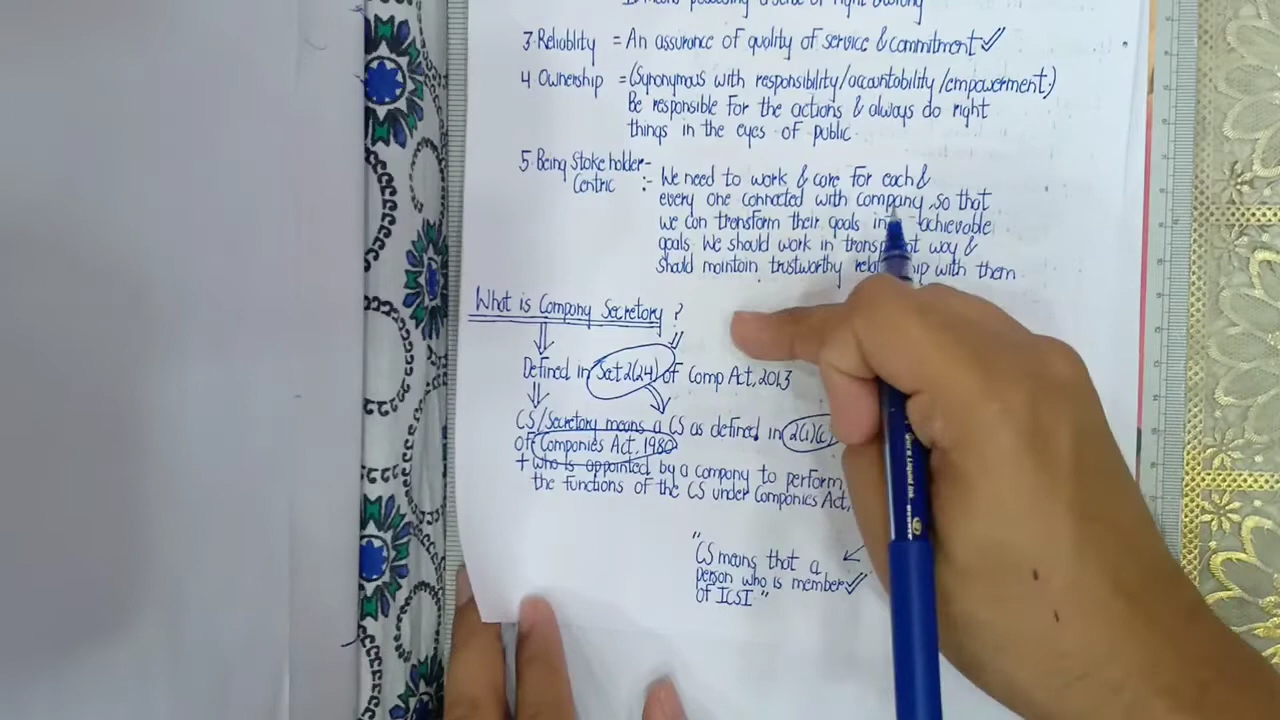 3. Reliablity = An assurance of quality of service & commitment
4 Ownership = (Synonymous with responsibility/accountability/empowerment)
Be responsible for the actions & always do right
things in the eyes of public.
5. Being Stakeholder-
Centric :- We need to work & care for each &
every one connected with company, so that
we can transform their goals in achievable
goals. We should work in way &
should maintain trustworthy with them
What is Company Secretary ?
Defined in Sect 2(24) of Comp Act, 2013
CS/Secretary means a CS as defined in 2(1)(c)
of Companies Act, 1980
+ who is appointed by a company to perform
the functions of the CS under Companies Act,
"CS means that a
person who is member
of ICSI"